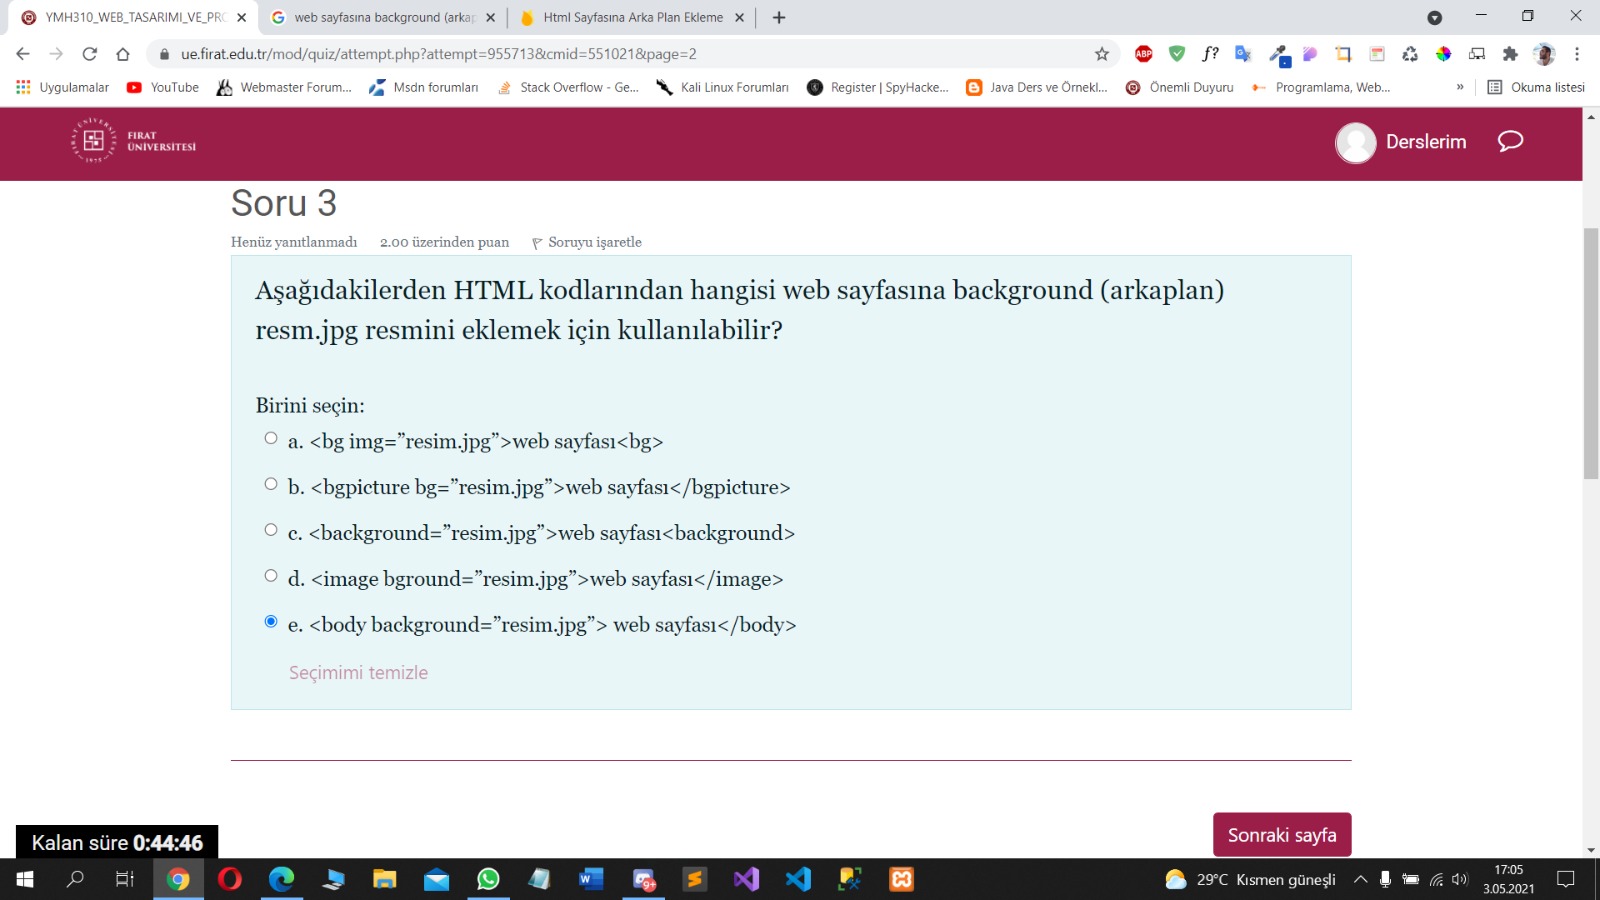 YMH310_WEB_TASARIMI_VE_PRC
web sayfasına background (arkap
Html Sayfasına Arka Plan Ekleme
ue.firat.edu.tr/mod/quiz/attempt.php?attempt=955713&cmid=551021&page=2
ABP
f?
Uygulamalar
YouTube
Webmaster Forum...
Msdn forumları
Stack Overflow - Ge...
Kali Linux Forumları
Register | SpyHacke...
Java Ders ve Örnekl...
Önemli Duyuru
Programlama, Web...
»
Okuma listesi
FIRAT
ÜNİVERSİTESİ
Derslerim
Soru 3
Henüz yanıtlanmadı 2.00 üzerinden puan Soruyu işaretle
Aşağıdakilerden HTML kodlarından hangisi web sayfasına background (arkaplan)
resm.jpg resmini eklemek için kullanılabilir?
Birini seçin:
a. <bg img=”resim.jpg”>web sayfası<bg>
b. <bgpicture bg=”resim.jpg”>web sayfası</bgpicture>
c. <background=”resim.jpg”>web sayfası<background>
d. <image bground=”resim.jpg”>web sayfası</image>
e. <body background=”resim.jpg”> web sayfası</body>
Seçimimi temizle
Kalan süre 0:44:46
Sonraki sayfa
9+
29°C Kısmen güneşli
17:05
3.05.2021